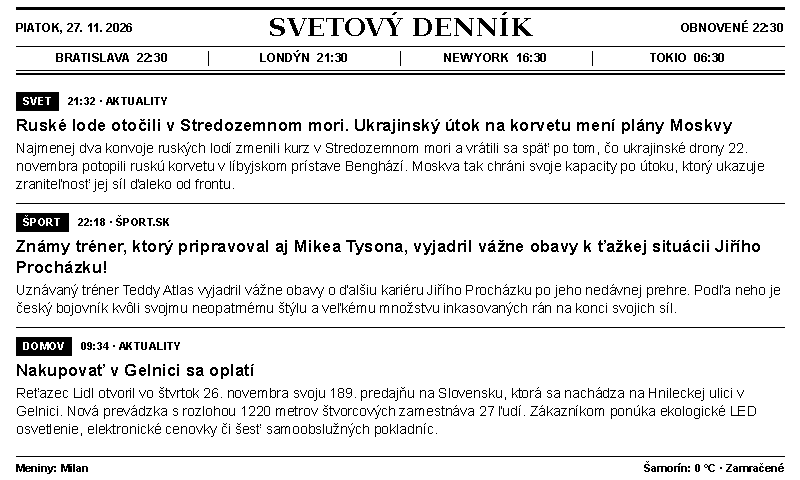 PIATOK, 27. 11. 2026
SVETOVÝ DENNÍK
OBNOVENÉ 22:30
BRATISLAVA 22:30
LONDÝN 21:30
NEW YORK 16:30
TOKIO 06:30
SVET 21:32 · AKTUALITY
Ruské lode otočili v Stredozemnom mori. Ukrajinský útok na korvetu mení plány Moskvy
Najmenej dva konvoje ruských lodí zmenili kurz v Stredozemnom mori a vrátili sa späť po tom, čo ukrajinské drony 22.
novembra potopili ruskú korvetu v líbyjskom prístave Benghází. Moskva tak chráni svoje kapacity po útoku, ktorý ukazuje
zraniteľnosť jej síl ďaleko od frontu.
ŠPORT 22:18 · ŠPORT.SK
Známy tréner, ktorý pripravoval aj Mikea Tysona, vyjadril vážne obavy k ťažkej situácii Jiřího
Procházku!
Uznávaný tréner Teddy Atlas vyjadril vážne obavy o ďalšiu kariéru Jiřího Procházku po jeho nedávnej prehre. Podľa neho je
český bojovník kvôli svojmu neopatrnému štýlu a veľkému množstvu inkasovaných rán na konci svojich síl.
DOMOV 09:34 · AKTUALITY
Nakupovať v Gelnici sa oplatí
Reťazec Lidl otvoril vo štvrtok 26. novembra svoju 189. predajňu na Slovensku, ktorá sa nachádza na Hnileckej ulici v
Gelnici. Nová prevádzka s rozlohou 1220 metrov štvorcových zamestnáva 27 ľudí. Zákazníkom ponúka ekologické LED
osvetlenie, elektronické cenovky či šesť samoobslužných pokladníc.
Meniny: Milan
Šamorín: 0 °C · Zamračené